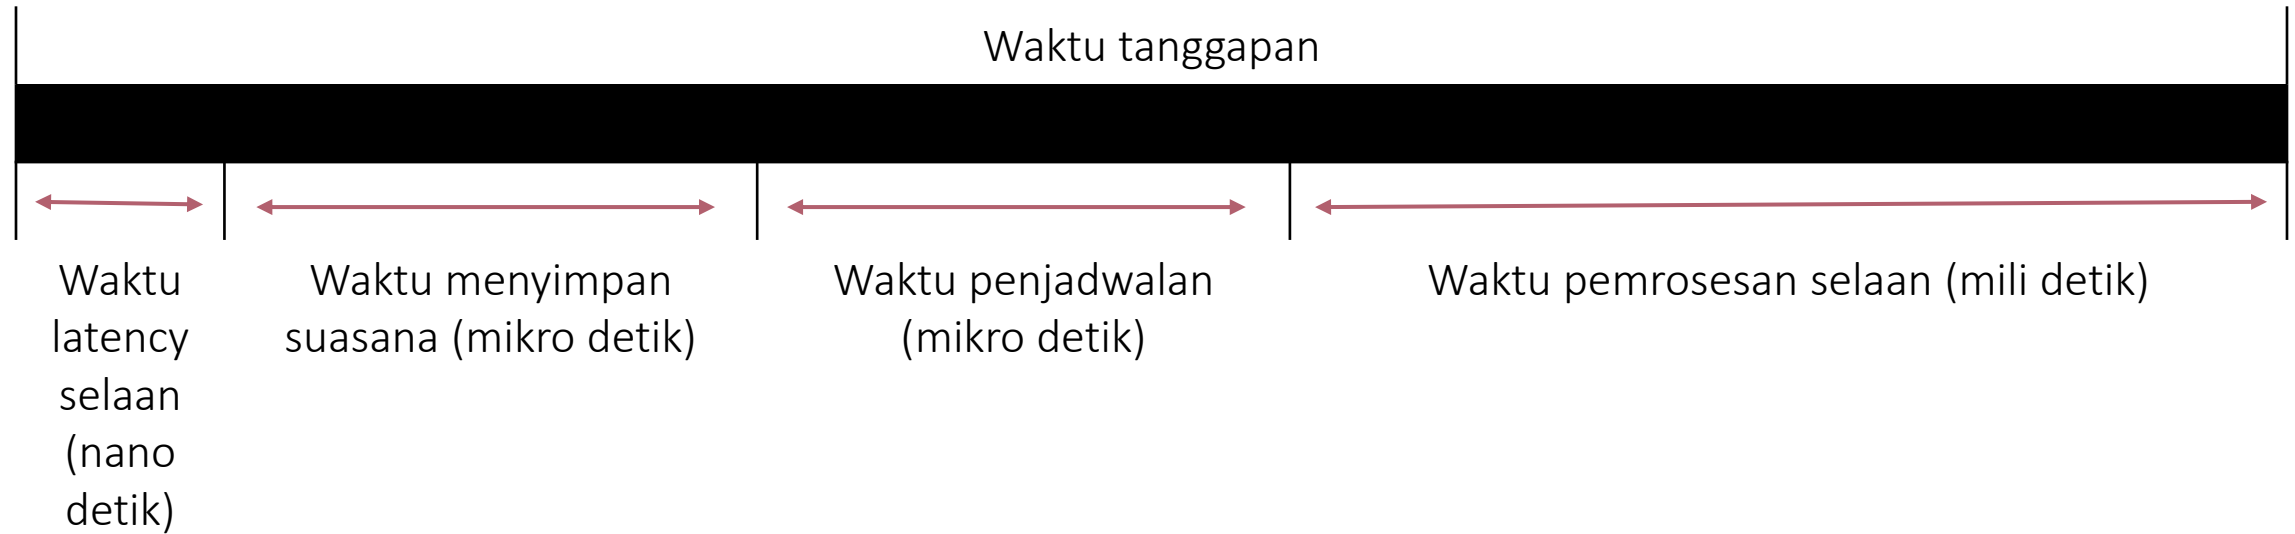 Waktu tanggapan
Waktu
latency
selaan
(nano
detik)
Waktu menyimpan
suasana (mikro detik)
Waktu penjadwalan
(mikro detik)
Waktu pemrosesan selaan (mili detik)